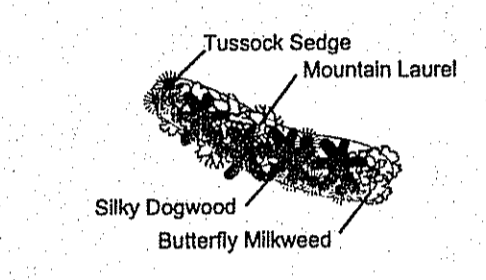 Tussock Sedge
Mountain Laurel
Silky Dogwood
Butterfly Milkweed